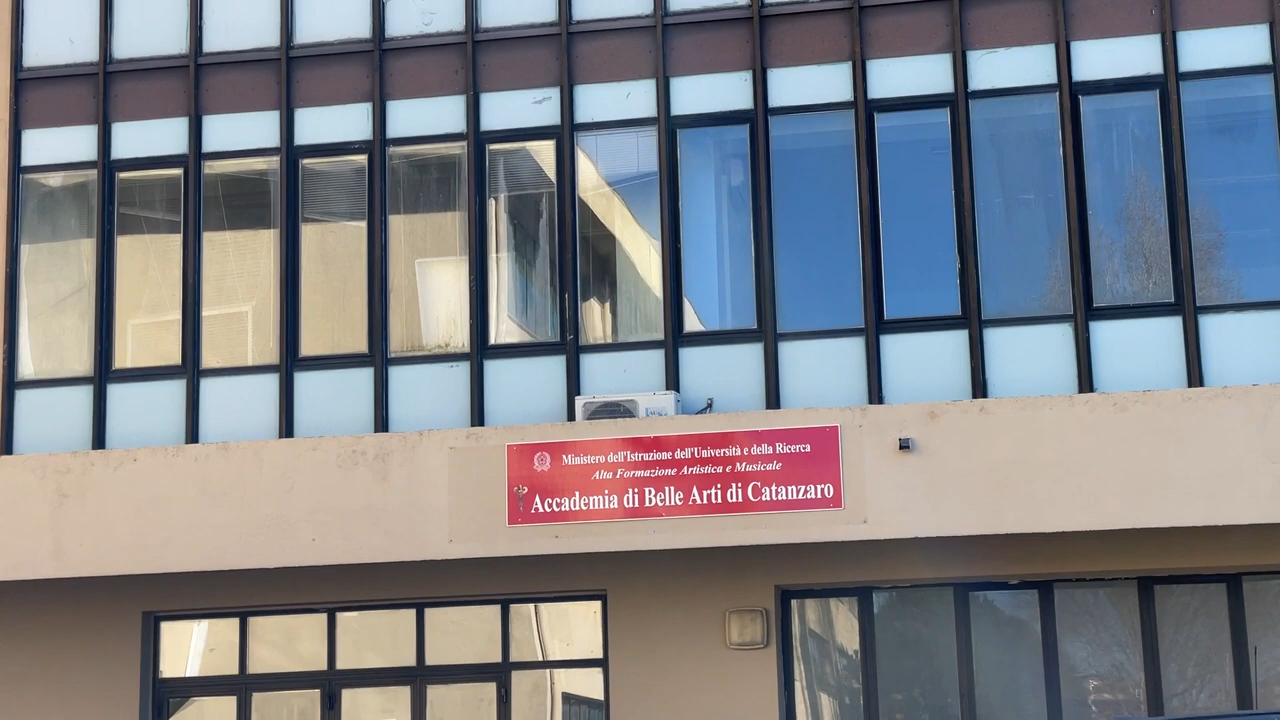 Ministero dell'Istruzione dell'Università e della Ricerca
Alta Formazione Artistica e Musicale
Accademia di Belle Arti di Catanzaro